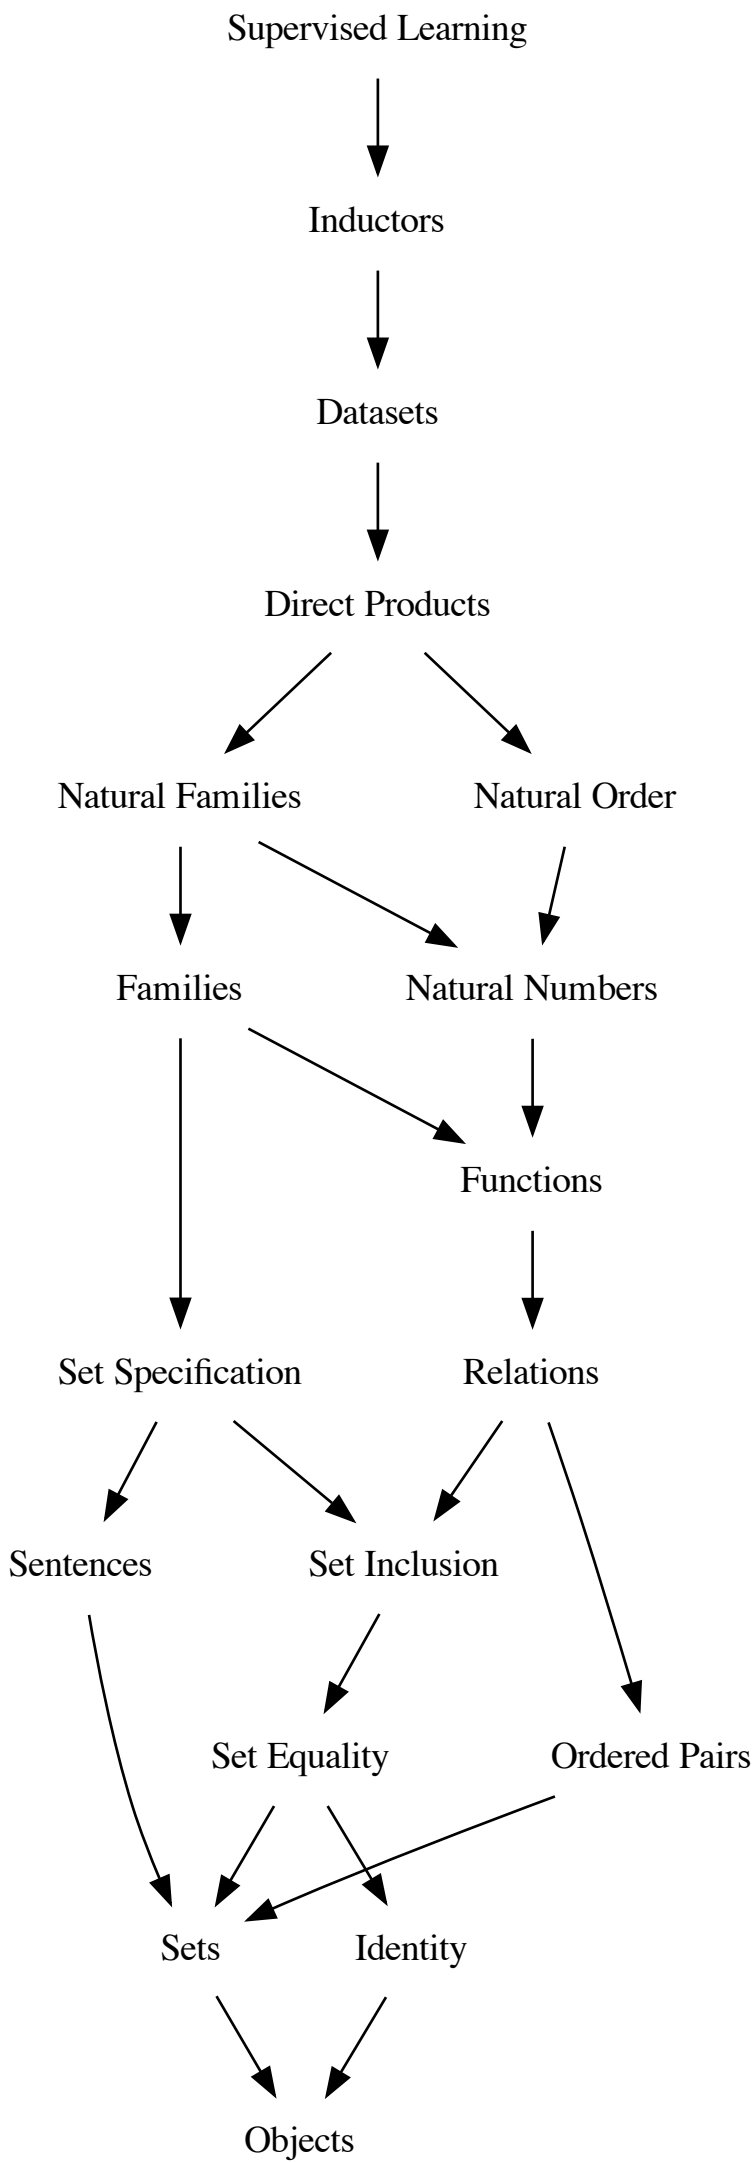 Supervised Learning
Inductors
Datasets
Direct Products
Natural Families
Natural Order
Families
Natural Numbers
Functions
Set Specification
Relations
Sentences
Set Inclusion
Set Equality
Ordered Pairs
Sets
Identity
Objects